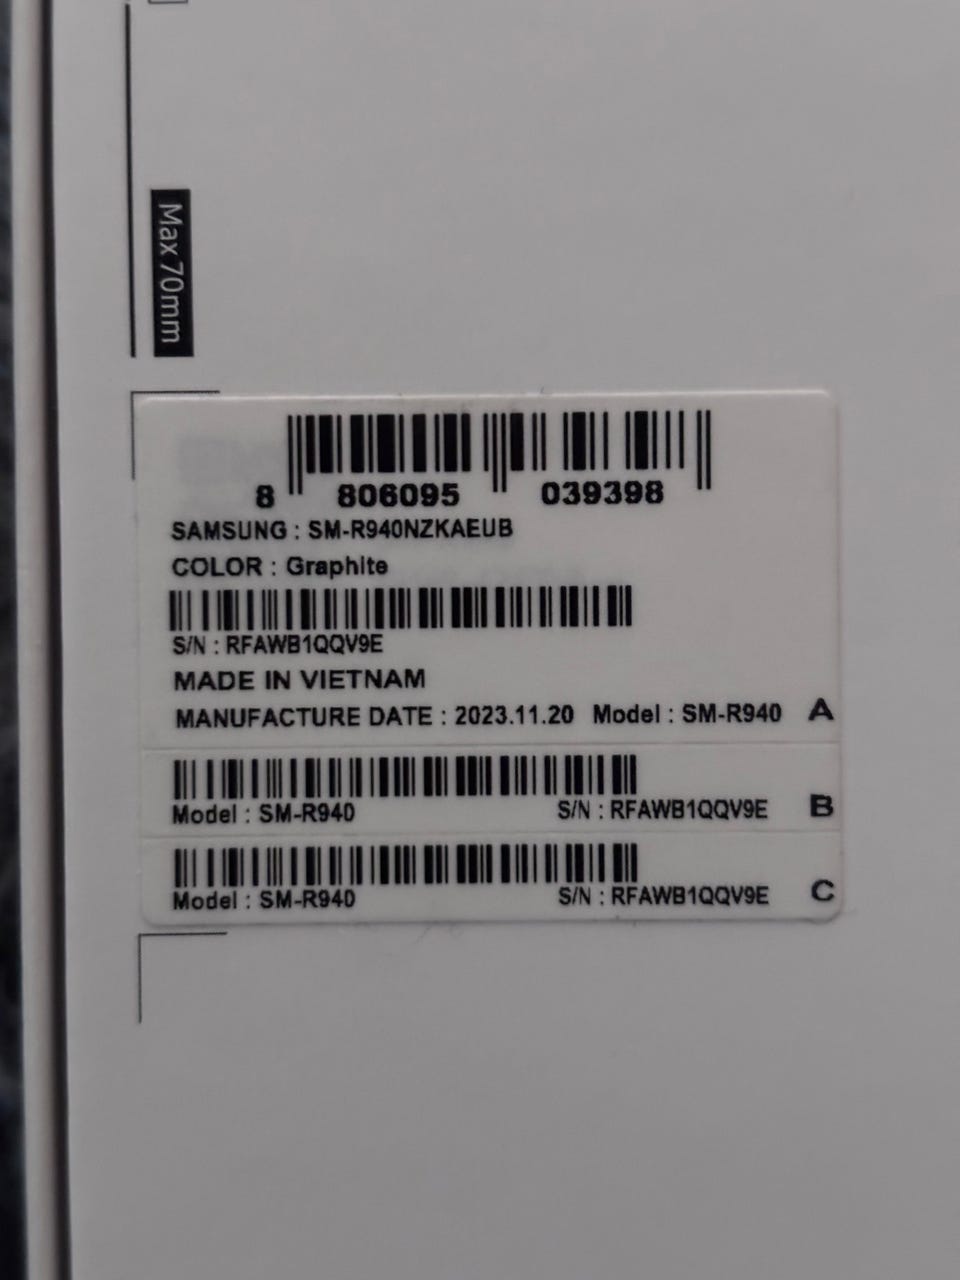 Max 70mm
8 806095 039398
SAMSUNG : SM-R940NZKAEUB
COLOR : Graphite
S/N : RFAWB1QQV9E
MADE IN VIETNAM
MANUFACTURE DATE : 2023.11.20 Model : SM-R940 A
Model : SM-R940 S/N : RFAWB1QQV9E B
Model : SM-R940 S/N : RFAWB1QQV9E C